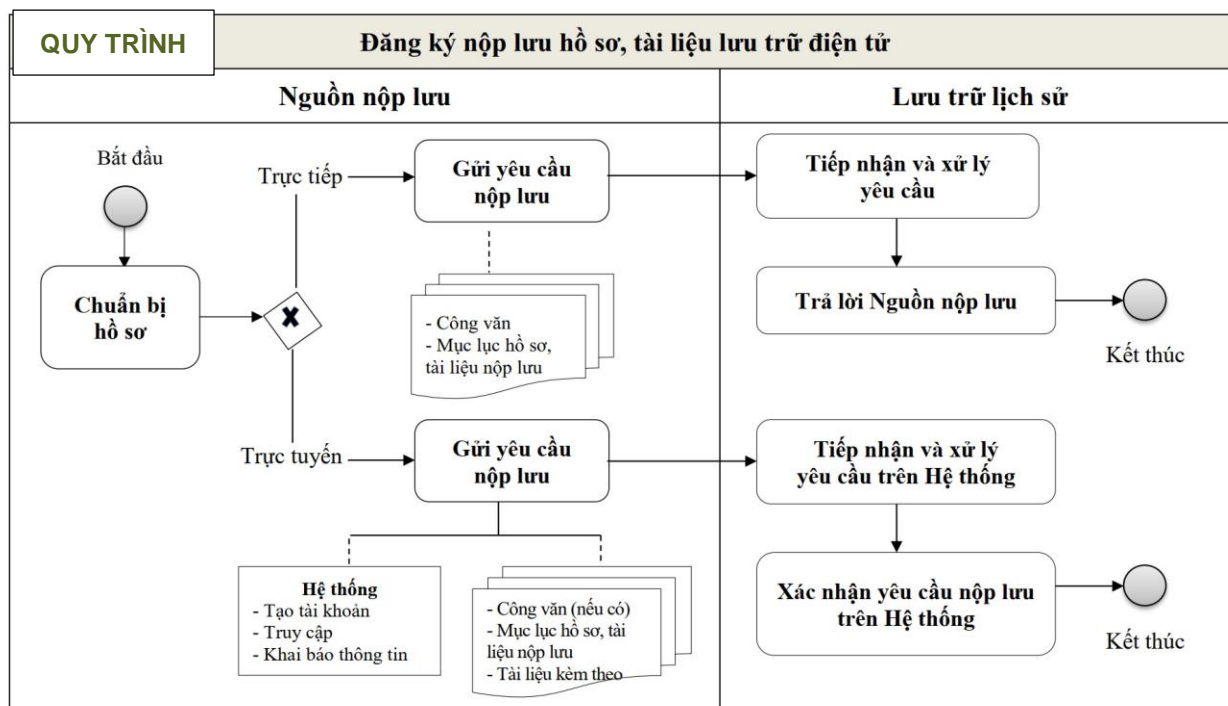 QUY TRÌNH
Đăng ký nộp lưu hồ sơ, tài liệu lưu trữ điện tử
Nguồn nộp lưu
Lưu trữ lịch sử
Bắt đầu
Chuẩn bị
hồ sơ
Trực tiếp
Gửi yêu cầu
nộp lưu
- Công văn
- Mục lục hồ sơ,
tài liệu nộp lưu
Tiếp nhận và xử lý
yêu cầu
Trả lời Nguồn nộp lưu
Kết thúc
Trực tuyến
Gửi yêu cầu
nộp lưu
Hệ thống
- Tạo tài khoản
- Truy cập
- Khai báo thông tin
- Công văn (nếu có)
- Mục lục hồ sơ, tài
liệu nộp lưu
- Tài liệu kèm theo
Tiếp nhận và xử lý
yêu cầu trên Hệ thống
Xác nhận yêu cầu nộp lưu
trên Hệ thống
Kết thúc